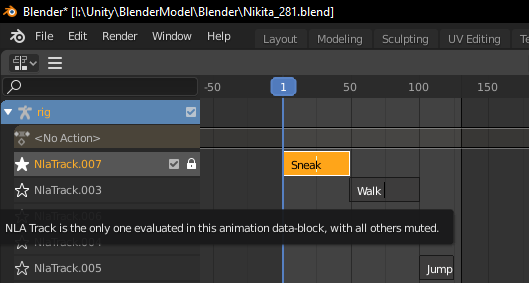 Blender* [I:\Unity\BlenderModel\Blender\Nikita_281.blend]
File Edit Render Window Help Layout Modeling Sculpting UV Editing
-50 1 50 100 150
rig
<No Action>
NlaTrack.007 Sneak
NlaTrack.003 Walk
NLA Track is the only one evaluated in this animation data-block, with all others muted.
NlaTrack.004
NlaTrack.005 Jump